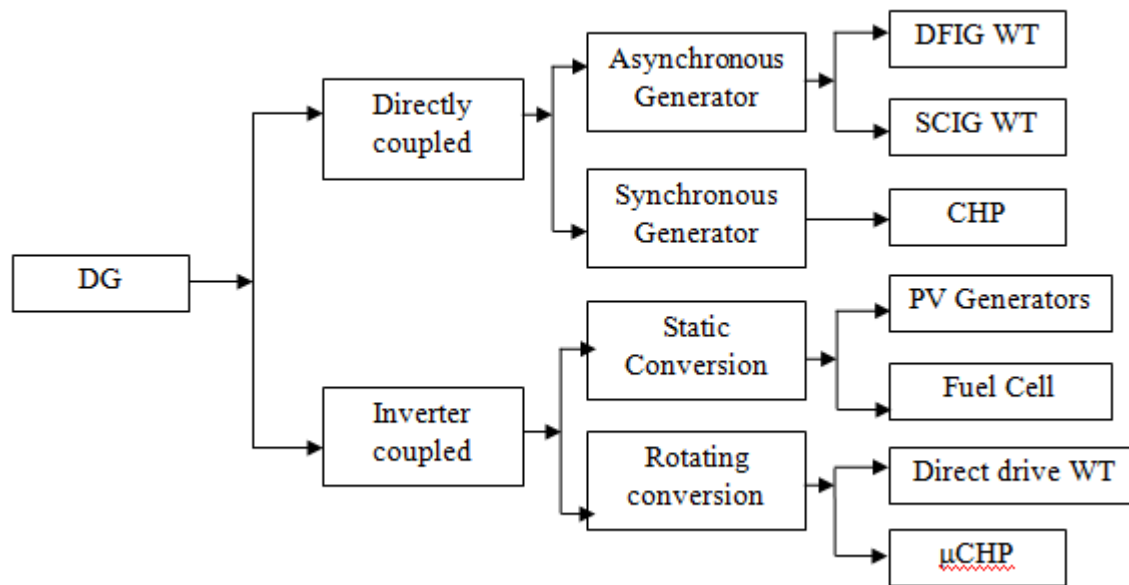 DG
Directly
coupled
Inverter
coupled
Asynchronous
Generator
Synchronous
Generator
Static
Conversion
Rotating
conversion
DFIG WT
SCIG WT
CHP
PV Generators
Fuel Cell
Direct drive WT
µCHP